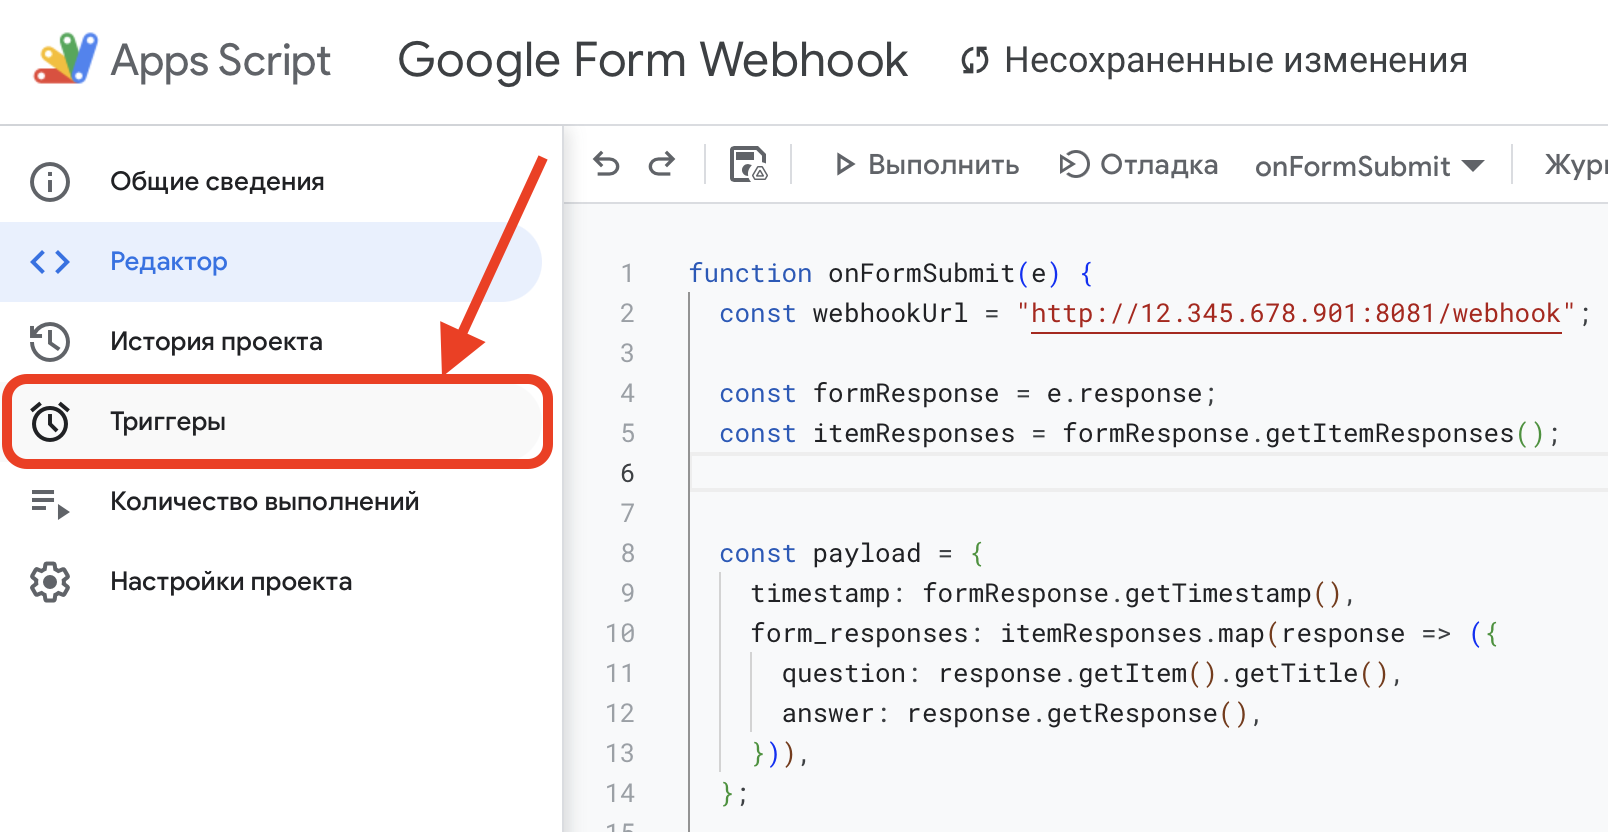 Apps Script Google Form Webhook Несохраненные изменения
Общие сведения
Редактор
История проекта
Триггеры
Количество выполнений
Настройки проекта
Выполнить Отладка onFormSubmit Жур
1 function onFormSubmit(e) {
2 const webhookUrl = "http://12.345.678.901:8081/webhook";
3
4 const formResponse = e.response;
5 const itemResponses = formResponse.getItemResponses();
6
7
8 const payload = {
9 timestamp: formResponse.getTimestamp(),
10 form_responses: itemResponses.map(response => ({
11 question: response.getItem().getTitle(),
12 answer: response.getResponse(),
13 })),
14 };
15